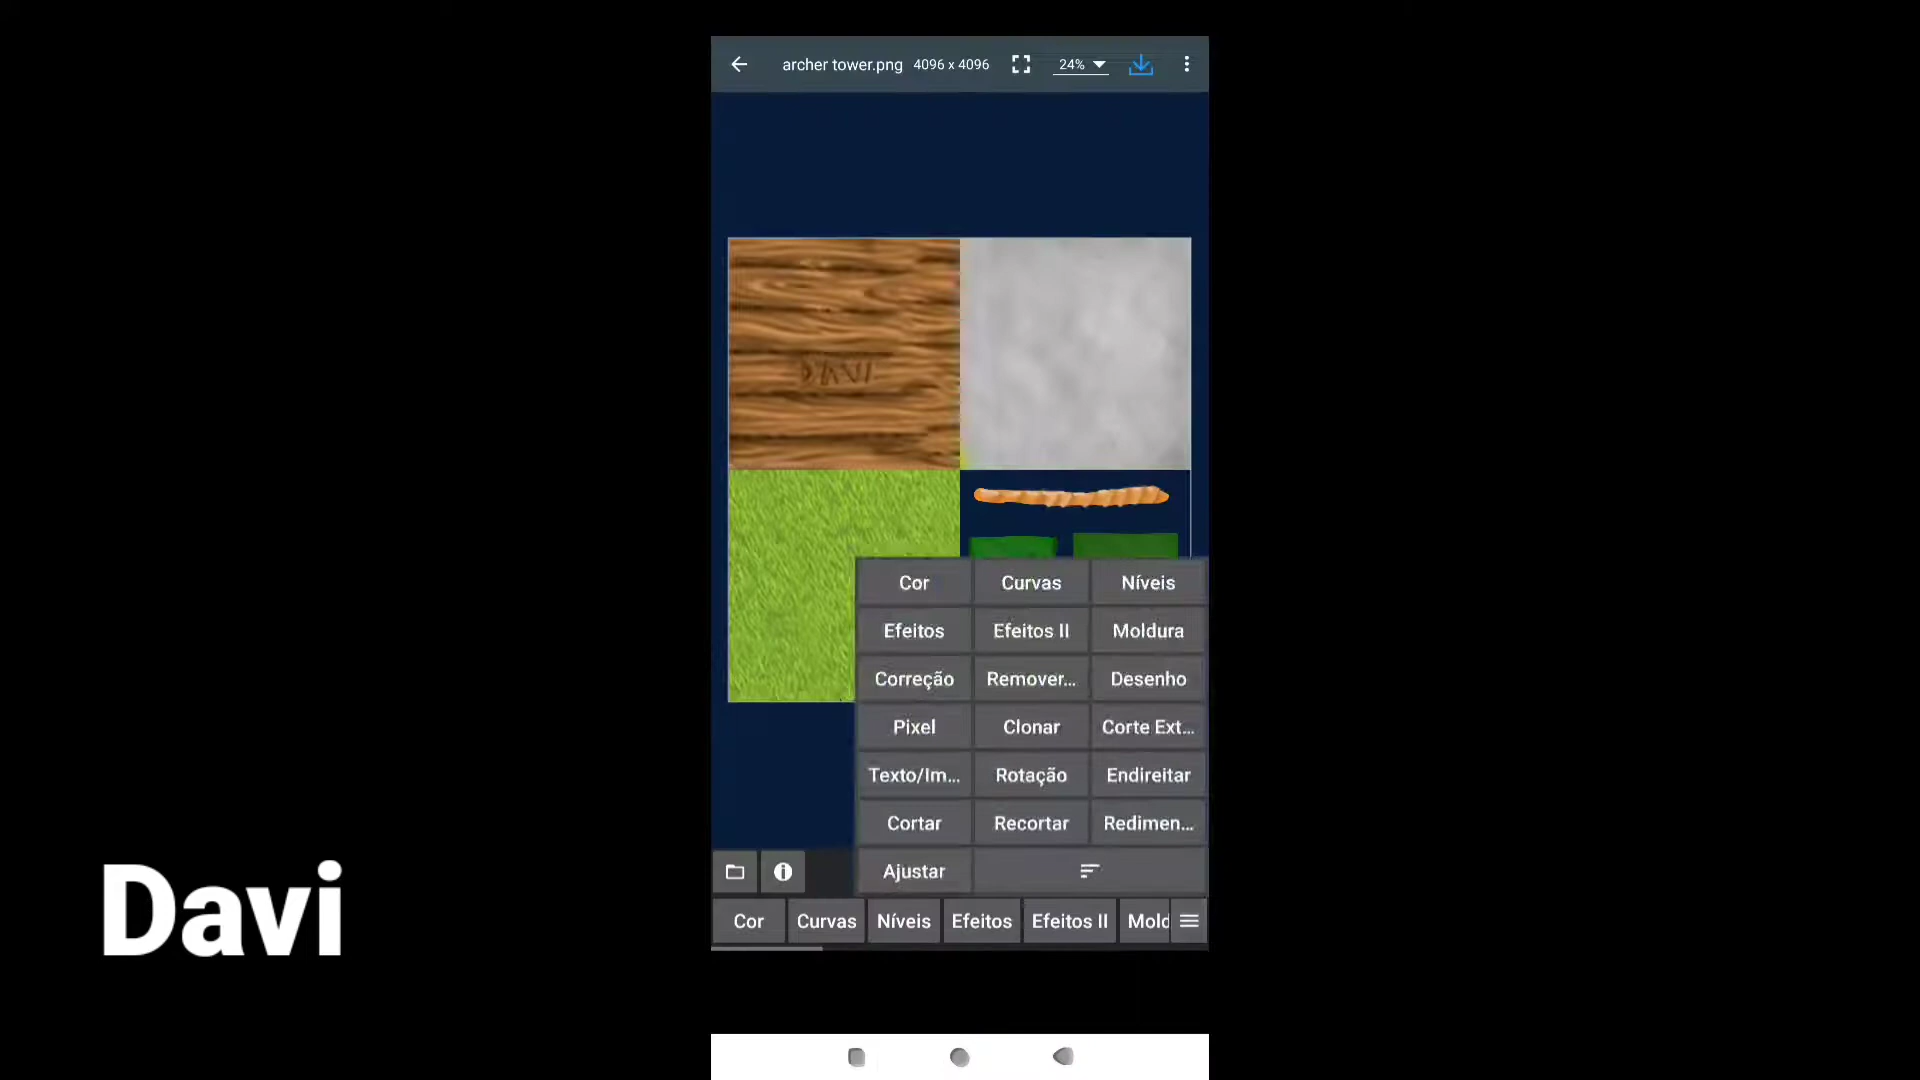 archer tower.png 4096 x 4096 24%
DAVI
Cor Curvas Níveis
Efeitos Efeitos II Moldura
Correção Remover... Desenho
Pixel Clonar Corte Ext...
Texto/Im... Rotação Endireitar
Cortar Recortar Redimen...
Ajustar
Cor Curvas Níveis Efeitos Efeitos II Mold
Davi